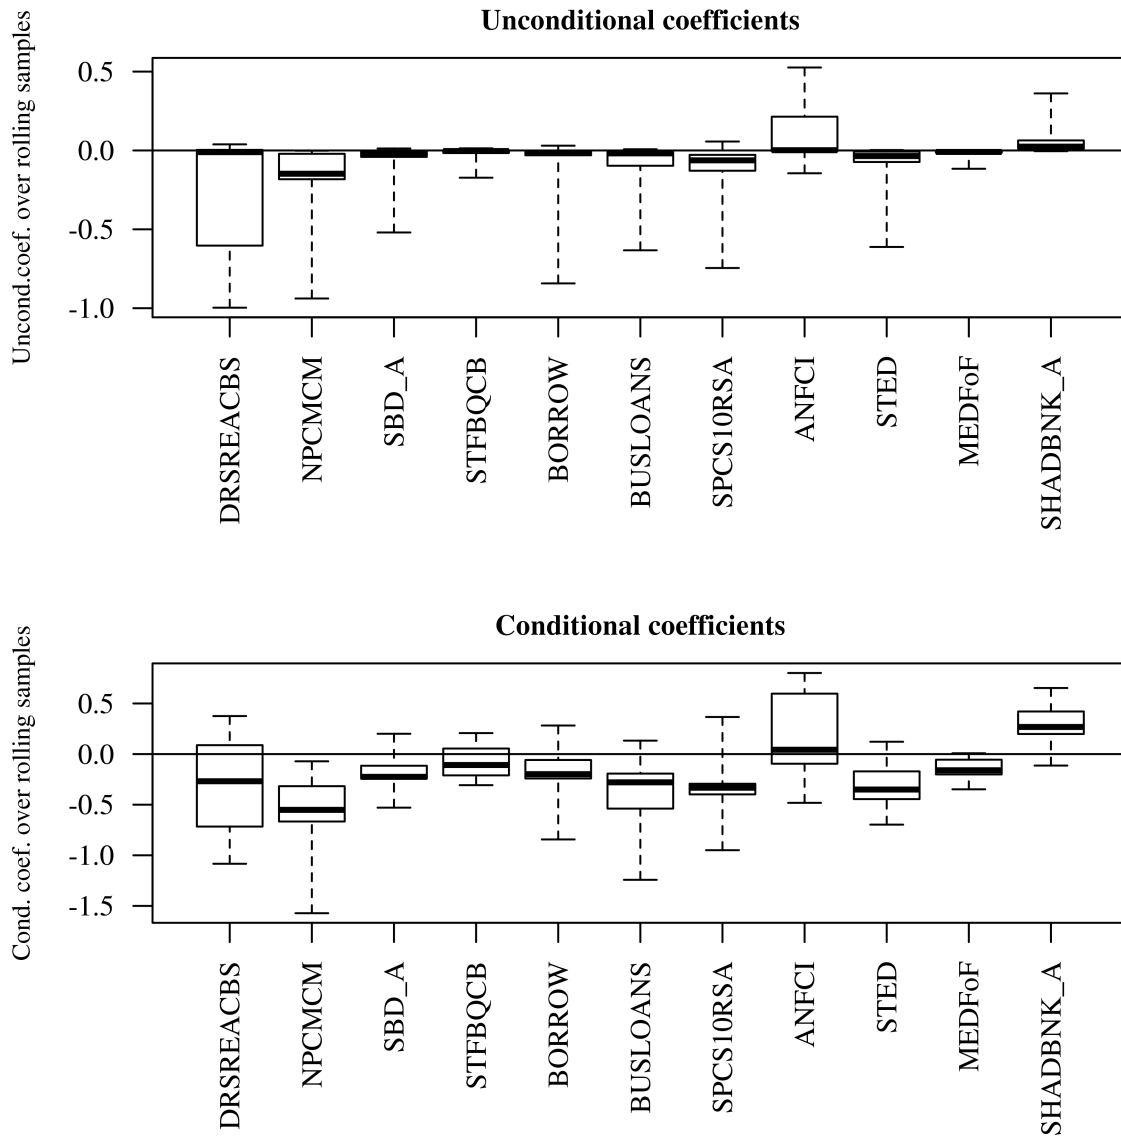 Unconditional coefficients
Uncond.coef. over rolling samples
0.5
0.0
-0.5
-1.0
DRSREACBS
NPCMCM
SBD_A
STFBQCB
BORROW
BUSLOANS
SPCS10RSA
ANFCI
STED
MEDFoF
SHADBNK_A
Conditional coefficients
Cond. coef. over rolling samples
0.5
0.0
-0.5
-1.0
-1.5
DRSREACBS
NPCMCM
SBD_A
STFBQCB
BORROW
BUSLOANS
SPCS10RSA
ANFCI
STED
MEDFoF
SHADBNK_A